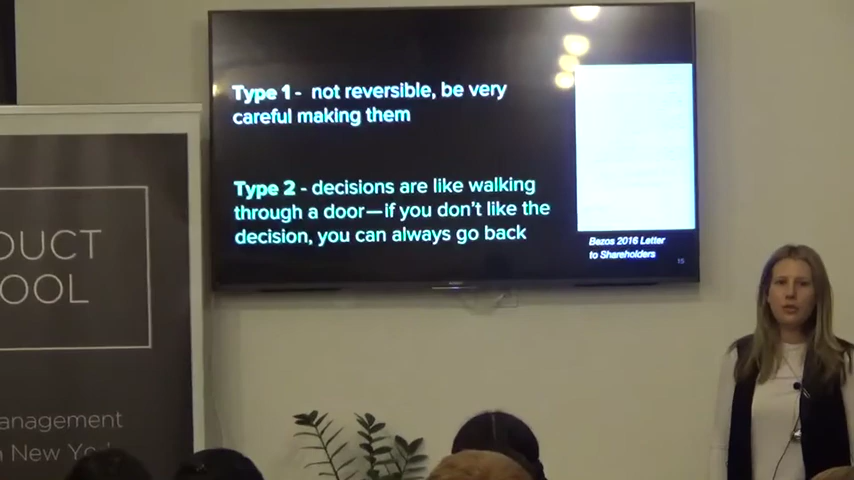 Type 1 - not reversible, be very
careful making them
Type 2 - decisions are like walking
through a door—if you don't like the
decision, you can always go back
Bezos 2016 Letter
to Shareholders
15
DUCT
OOL
anagement
New Yo